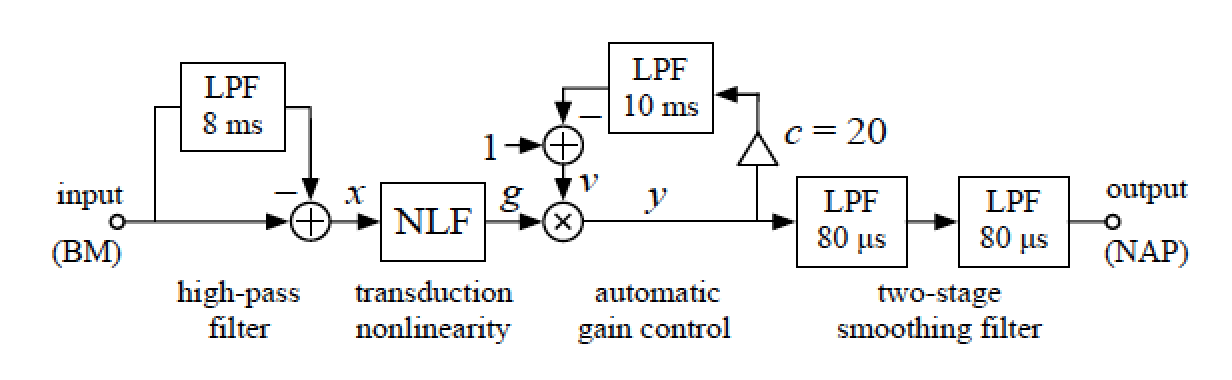 LPF
8 ms
LPF
10 ms
−
c = 20
1
+
input
−
x
g
v
y
LPF
80 μs
LPF
80 μs
output
+
NLF
×
(BM)
(NAP)
high-pass
filter
transduction
nonlinearity
automatic
gain control
two-stage
smoothing filter